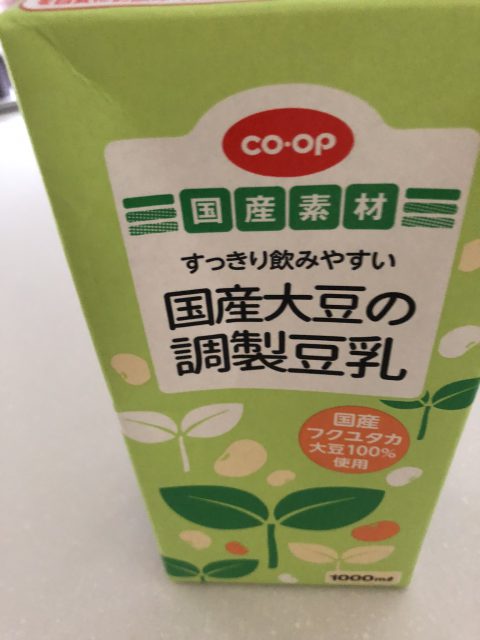 CO·OP
国産素材
すっきり飲みやすい
国産大豆の
調製豆乳
国産
フクユタカ
大豆100%
使用
1000mℓ